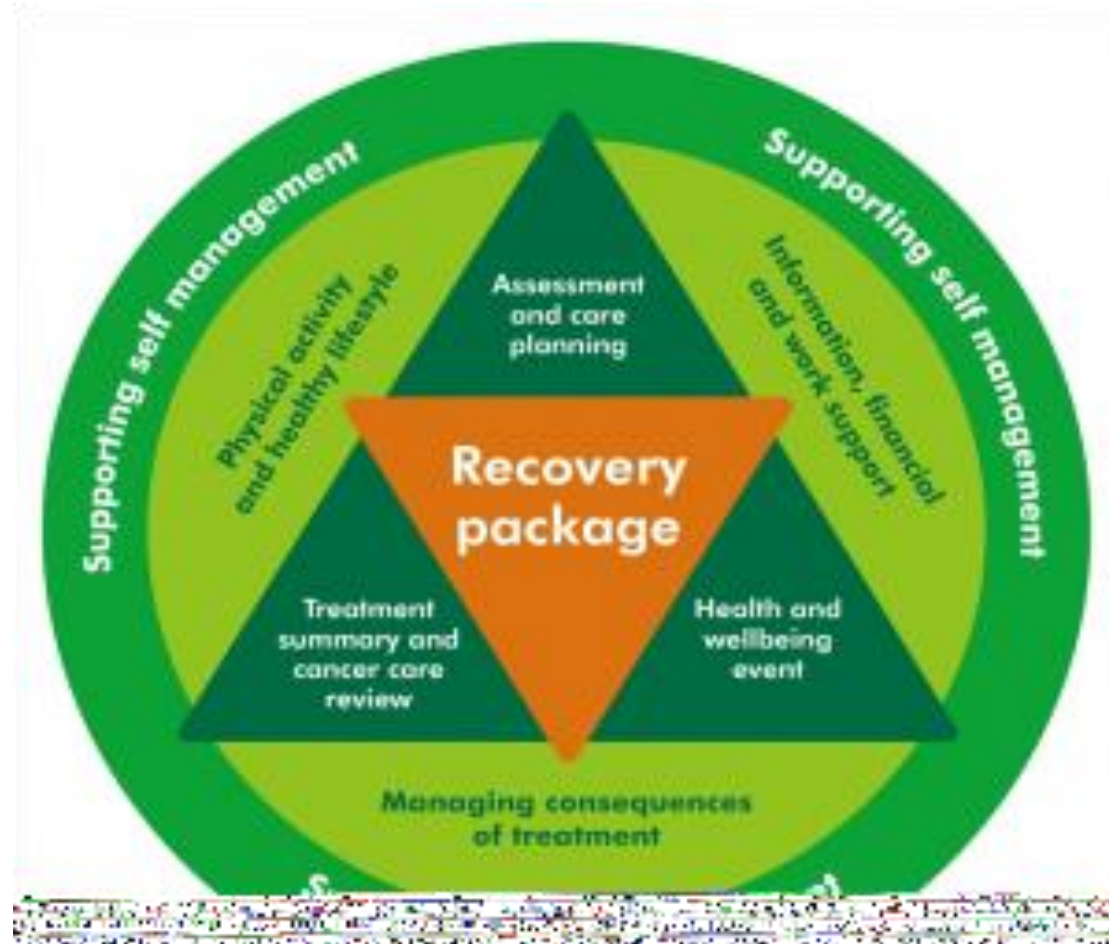 Supporting self management
Supporting self management
Physical activity
and healthy lifestyle
Information, financial
and work support
Assessment
and care
planning
Recovery
package
Treatment
summary and
cancer care
review
Health and
wellbeing
event
Managing consequences
of treatment